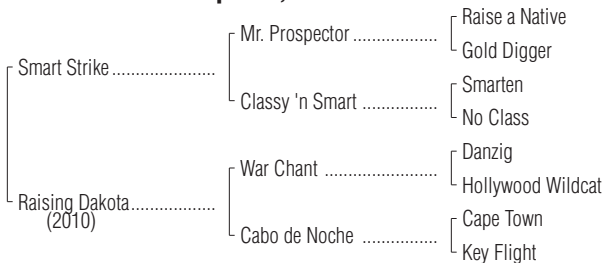 Raise a Native
Mr. Prospector ..................
Gold Digger
Smart Strike ......................
Smarten
Classy 'n Smart ................
No Class
Danzig
War Chant ........................
Hollywood Wildcat
Raising Dakota..................
(2010)
Cape Town
Cabo de Noche ................
Key Flight